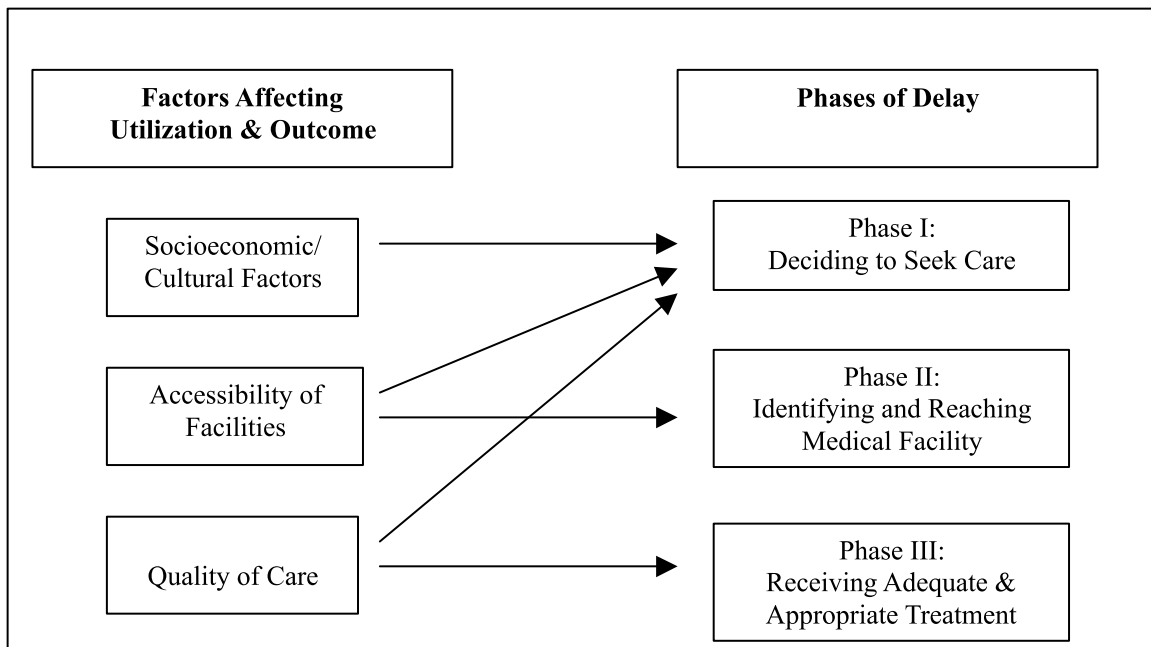 Factors Affecting
Utilization & Outcome
Phases of Delay
Socioeconomic/
Cultural Factors
Phase I:
Deciding to Seek Care
Accessibility of
Facilities
Phase II:
Identifying and Reaching
Medical Facility
Quality of Care
Phase III:
Receiving Adequate &
Appropriate Treatment